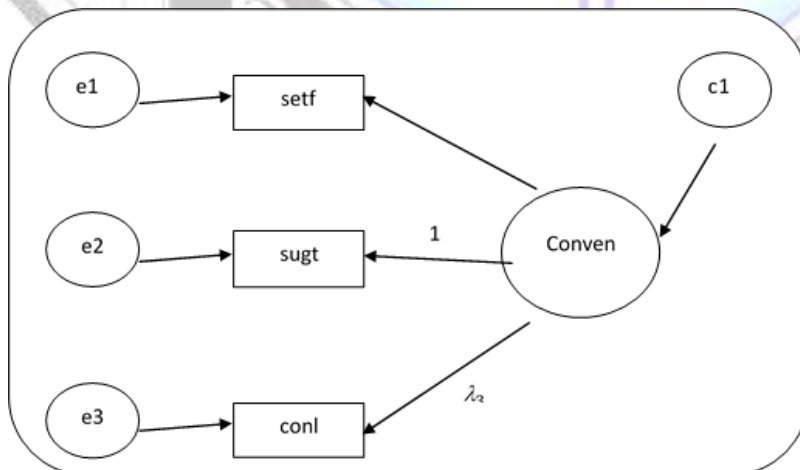 e1
setf
c1
e2
sugt
1
Conven
e3
conl
λ₃